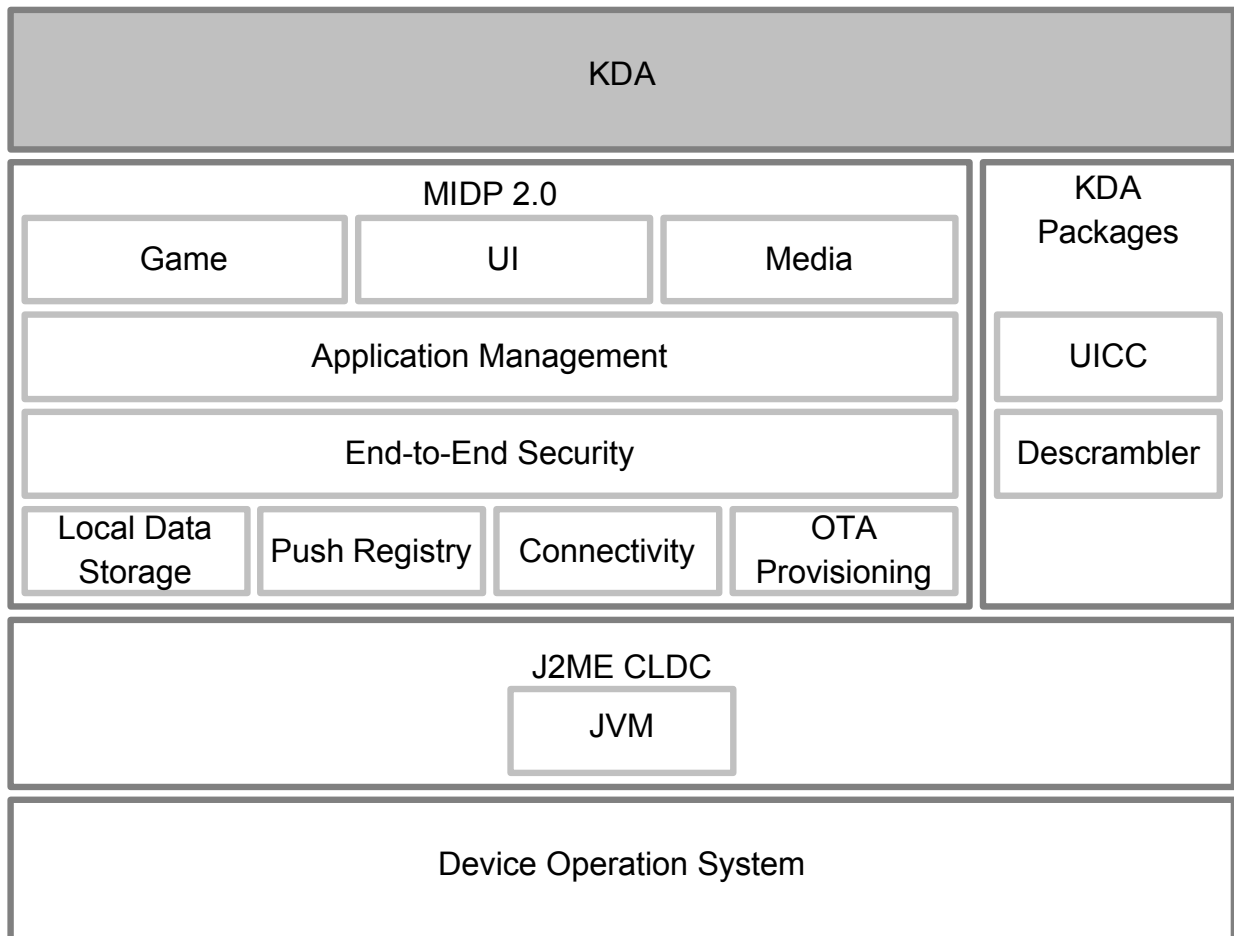 KDA
MIDP 2.0
Game
UI
Media
Application Management
End-to-End Security
Local Data
Storage
Push Registry
Connectivity
OTA
Provisioning
KDA
Packages
UICC
Descrambler
J2ME CLDC
JVM
Device Operation System